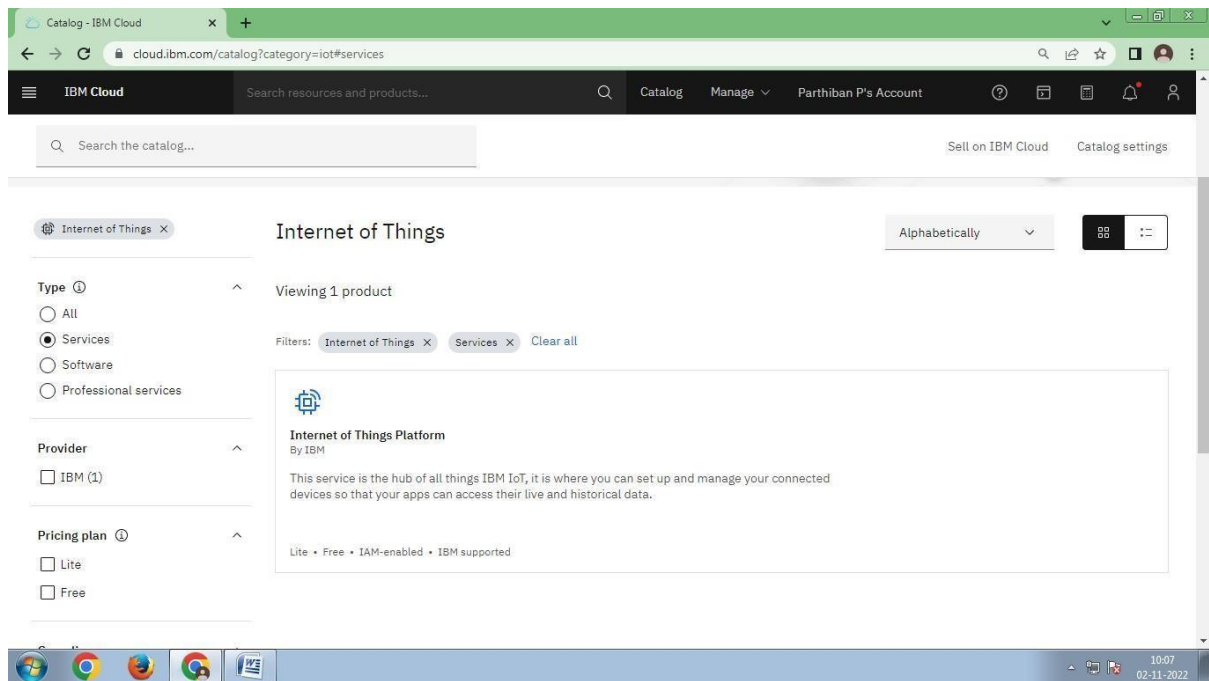 Catalog - IBM Cloud
cloud.ibm.com/catalog?category=iot#services
IBM Cloud
Search resources and products...
Catalog
Manage
Parthiban P's Account
Search the catalog...
Sell on IBM Cloud
Catalog settings
Internet of Things
Type
All
Services
Software
Professional services
Provider
IBM (1)
Pricing plan
Lite
Free
Internet of Things
Alphabetically
Viewing 1 product
Filters: Internet of Things Services Clear all
Internet of Things Platform
By IBM
This service is the hub of all things IBM IoT, it is where you can set up and manage your connected
devices so that your apps can access their live and historical data.
Lite • Free • IAM-enabled • IBM supported
10:07
02-11-2022